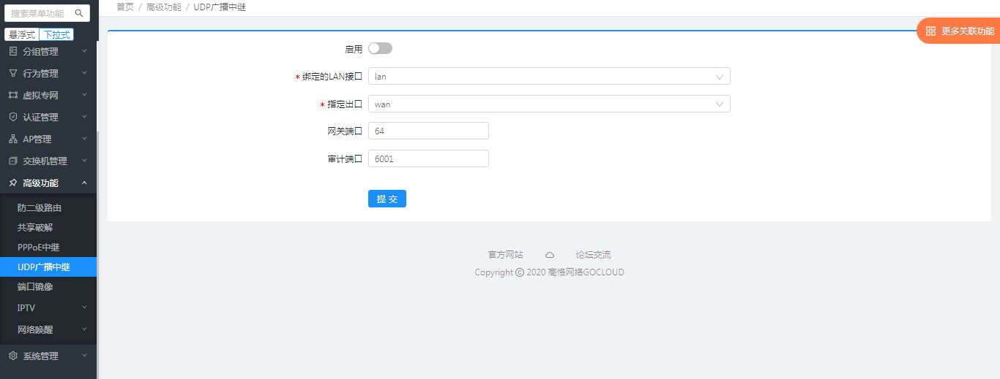 搜索菜单功能
悬浮式 下拉式
分组管理
行为管理
虚拟专网
认证管理
AP管理
交换机管理
高级功能
防二级路由
共享破解
PPPoE中继
UDP广播中继
端口镜像
IPTV
网络唤醒
系统管理
首页 / 高级功能 / UDP广播中继
更多关联功能
启用
* 绑定的LAN接口 lan
* 指定出口 wan
网关端口 64
审计端口 6001
提 交
官方网站 论坛交流
Copyright © 2020 高恪网络GOCLOUD